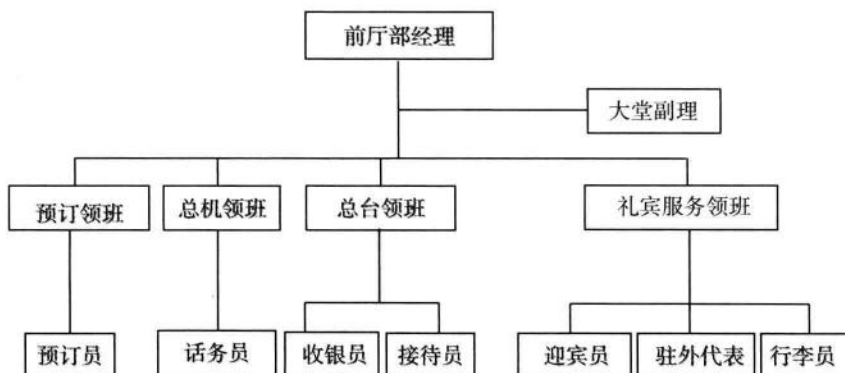 前厅部经理
大堂副理
预订领班
总机领班
总台领班
礼宾服务领班
预订员
话务员
收银员
接待员
迎宾员
驻外代表
行李员